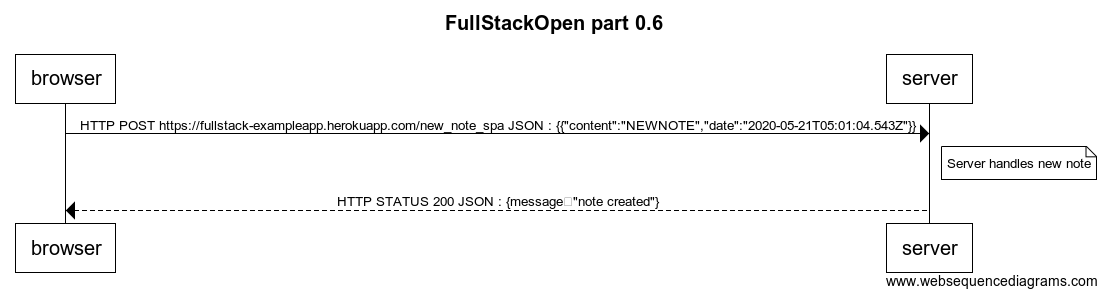 FullStackOpen part 0.6
browser
server
HTTP POST https://fullstack-exampleapp.herokuapp.com/new_note_spa JSON : {{"content":"NEWNOTE","date":"2020-05-21T05:01:04.543Z"}}
Server handles new note
HTTP STATUS 200 JSON : {message□"note created"}
browser
server
www.websequencediagrams.com